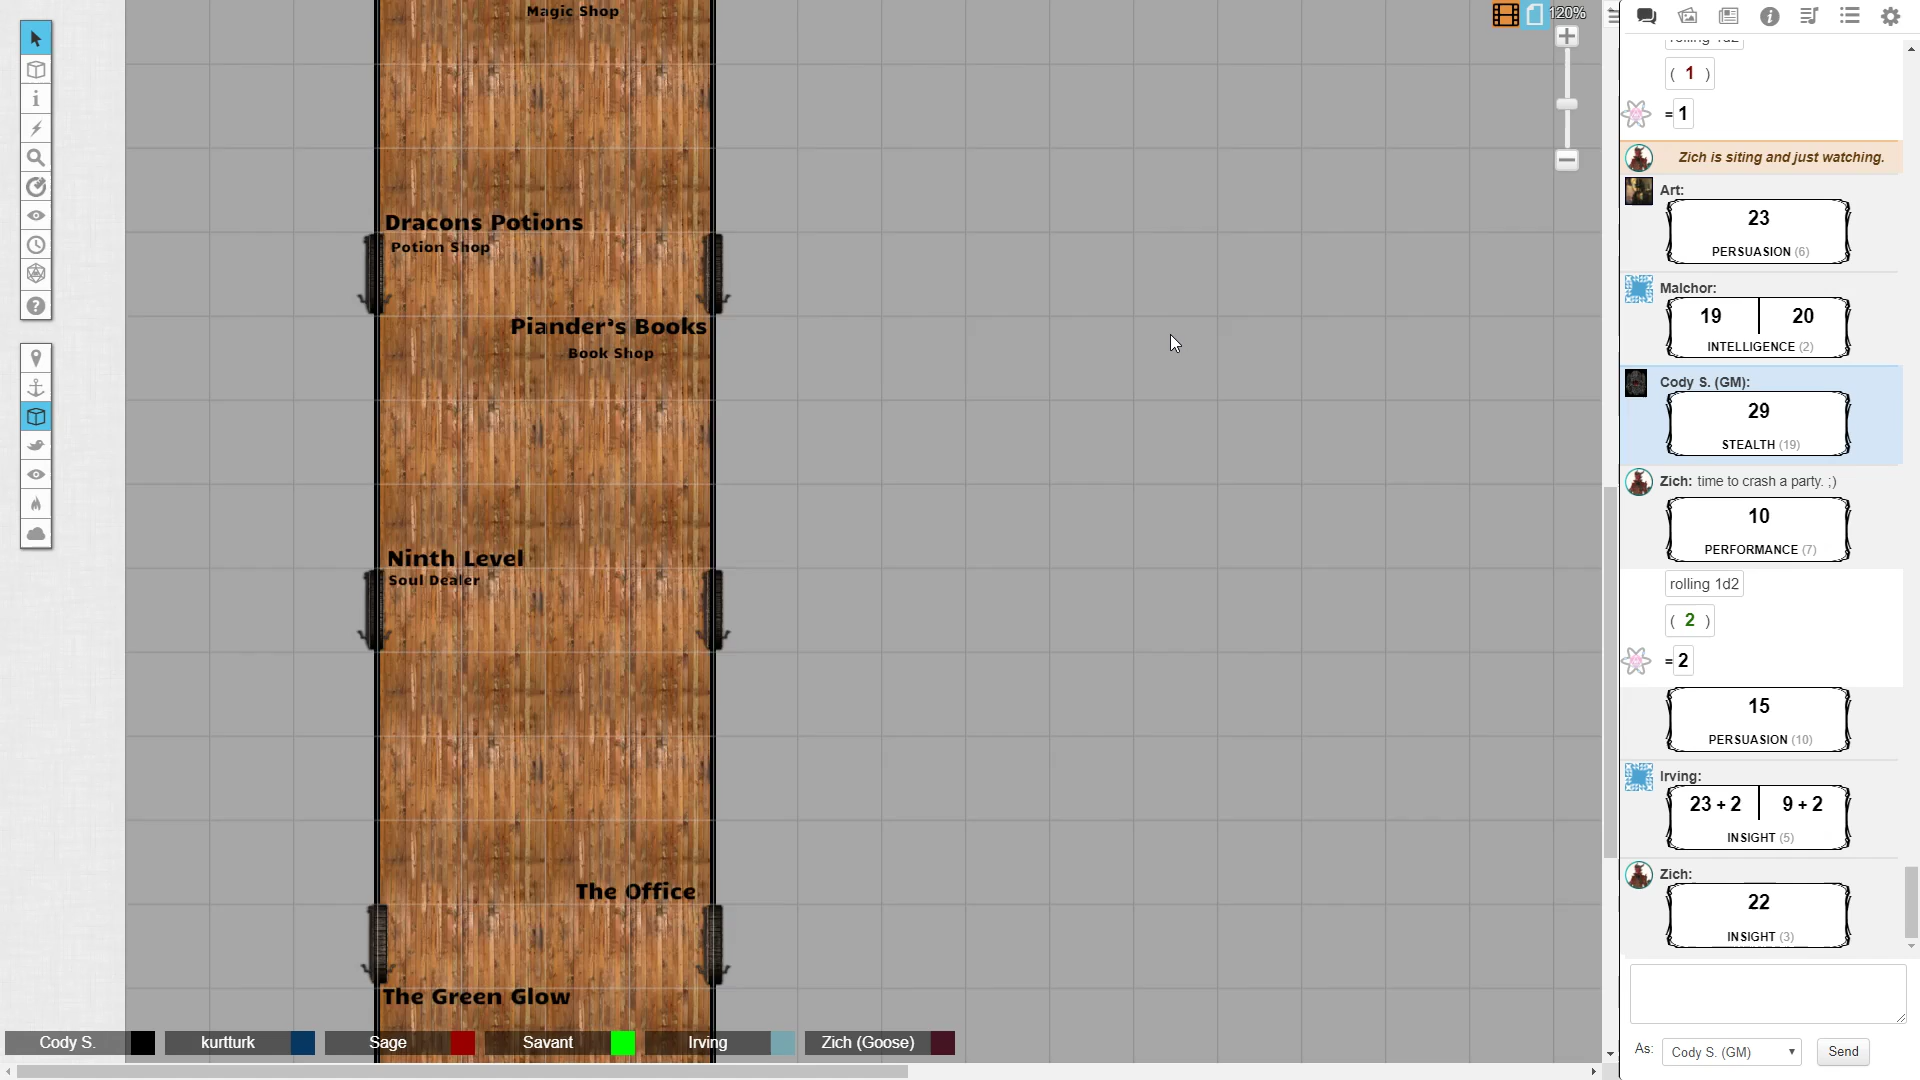 Magic Shop
Dracons Potions
Potion Shop
Piander's Books
Book Shop
Ninth Level
Soul Dealer
The Office
The Green Glow
Cody S.
kurtturk
Sage
Savant
Irving
Zich (Goose)
120%
rolling 1d2
( 1 )
=1
Zich is siting and just watching.
Art:
23
PERSUASION (6)
Malchor:
19 20
INTELLIGENCE (2)
Cody S. (GM):
29
STEALTH (19)
Zich: time to crash a party. ;)
10
PERFORMANCE (7)
rolling 1d2
( 2 )
=2
15
PERSUASION (10)
Irving:
23 + 2 9 + 2
INSIGHT (5)
Zich:
22
INSIGHT (3)
As: Cody S. (GM) Send